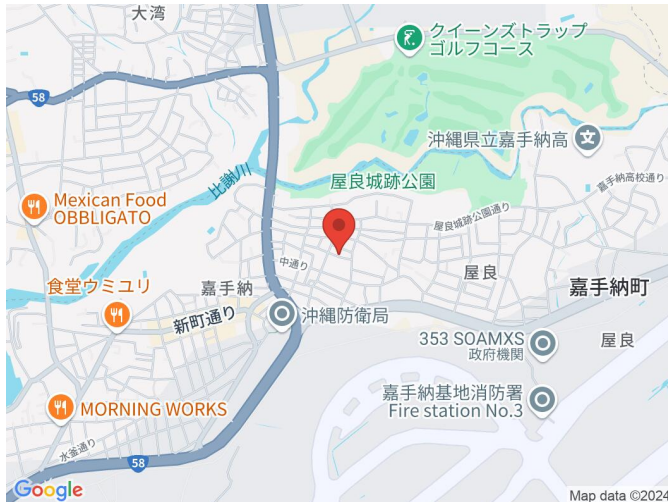 大湾
クイーンズトラップ
ゴルフコース
58
沖縄県立嘉手納高
比謝川
屋良城跡公園
嘉手納高校通り
Mexican Food
OBBLIGATO
屋良城跡公園通り
中通り
屋良
食堂ウミユリ
嘉手納
嘉手納町
新町通り
沖縄防衛局
353 SOAMXS
政府機関
屋良
嘉手納基地消防署
Fire station No.3
MORNING WORKS
水釜通り
58
Google
Map data ©2024